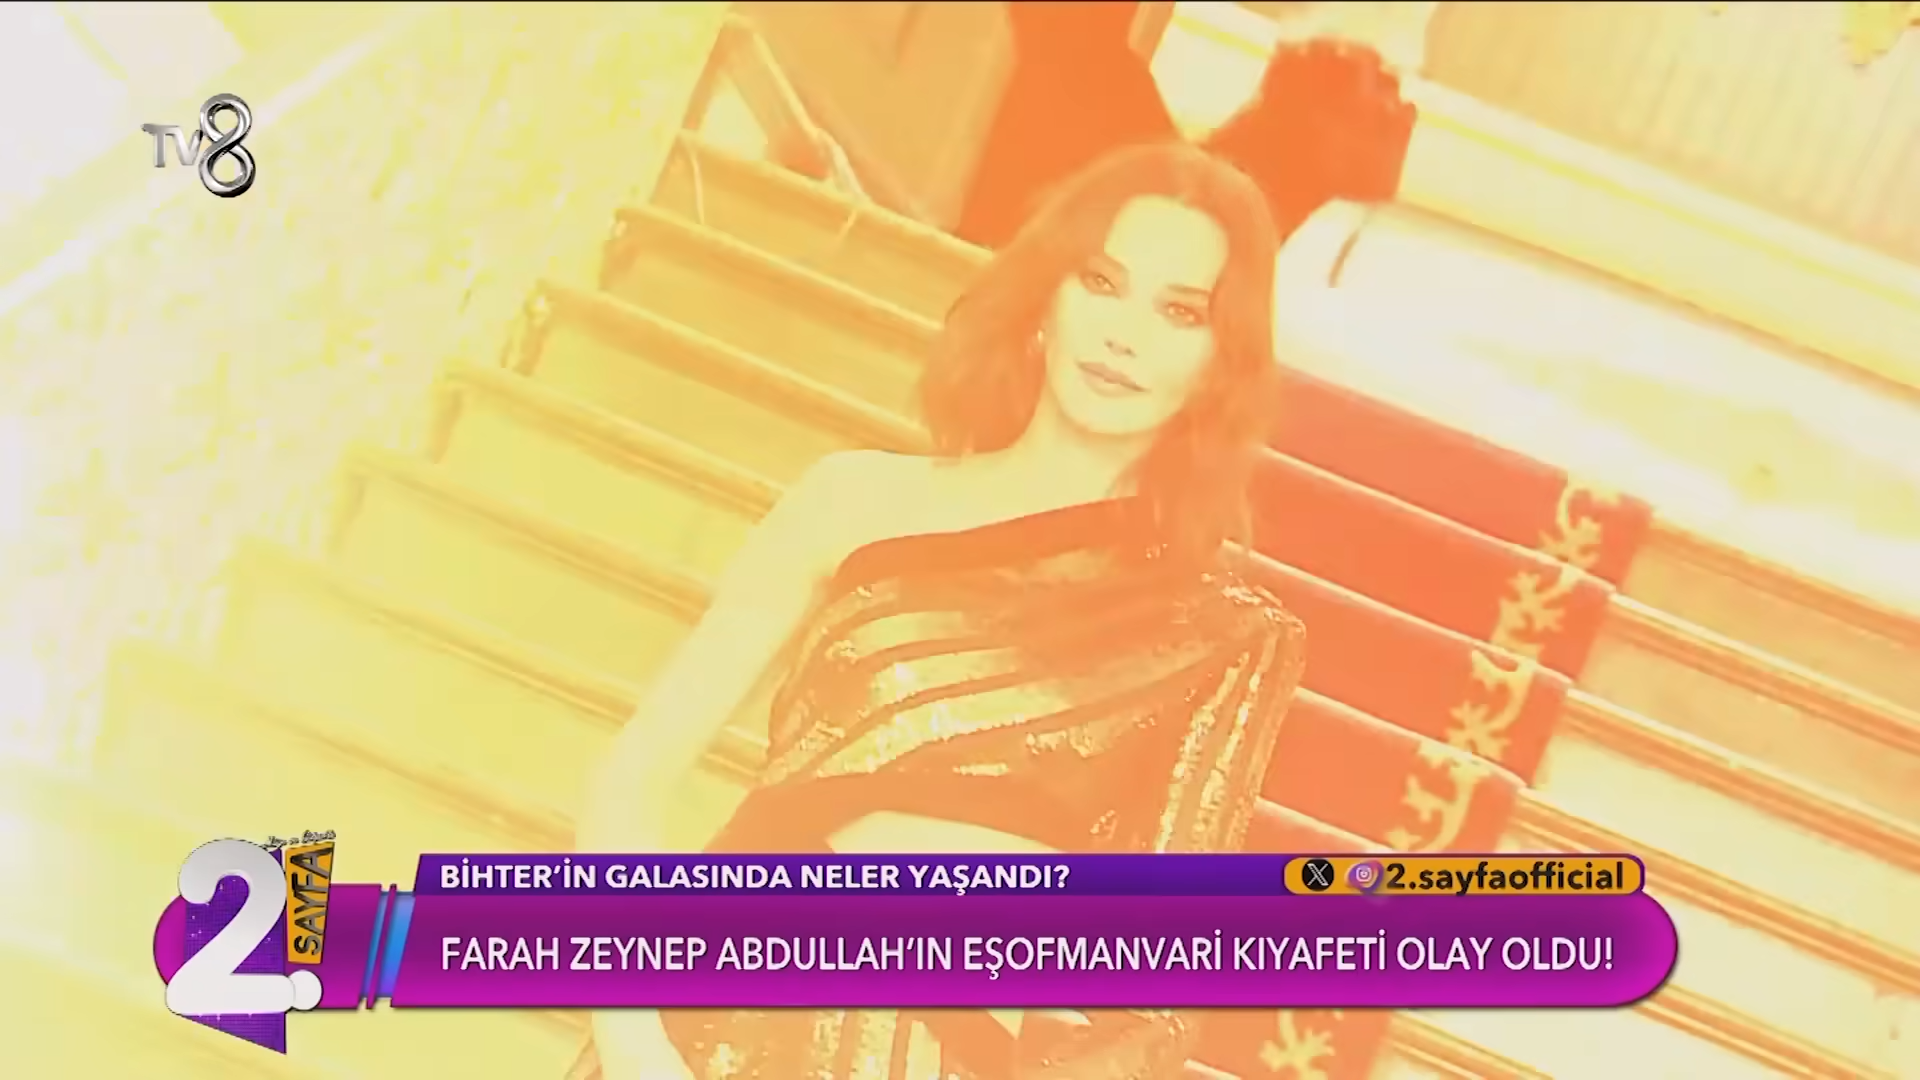 TV8
BİHTER'İN GALASINDA NELER YAŞANDI?
2.sayfaofficial
2. SAYFA
FARAH ZEYNEP ABDULLAH'IN EŞOFMANVARİ KIYAFETİ OLAY OLDU!